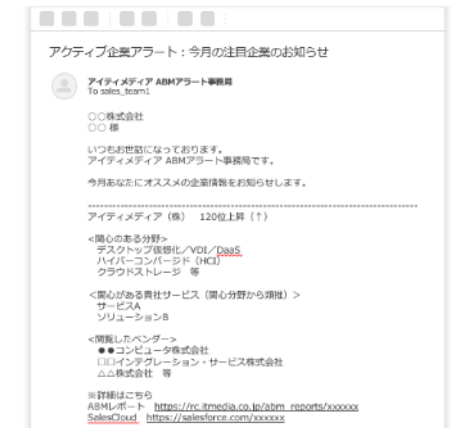 アクティブ企業アラート：今月の注目企業のお知らせ
アイティメディア ABMアラート事務局
To sales_team1
○○株式会社
○○ 様
いつもお世話になっております。
アイティメディア ABMアラート事務局です。
今月あなたにオススメの企業情報をお知らせします。
--------------------------------------------------------------------------------
アイティメディア（株）　120位上昇（↑）
<関心のある分野>
デスクトップ仮想化／VDI／DaaS
ハイパーコンバージド（HCI）
クラウドストレージ　等
<関心がある貴社サービス（関心分野から類推）>
サービスA
ソリューションB
<閲覧したベンダー>
●●コンピュータ株式会社
□□インテグレーション・サービス株式会社
△△株式会社　等
※詳細はこちら
ABMレポート　https://rc.itmedia.co.jp/abm_reports/xxxxxx
SalesCloud　https://salesforce.com/xxxxxx